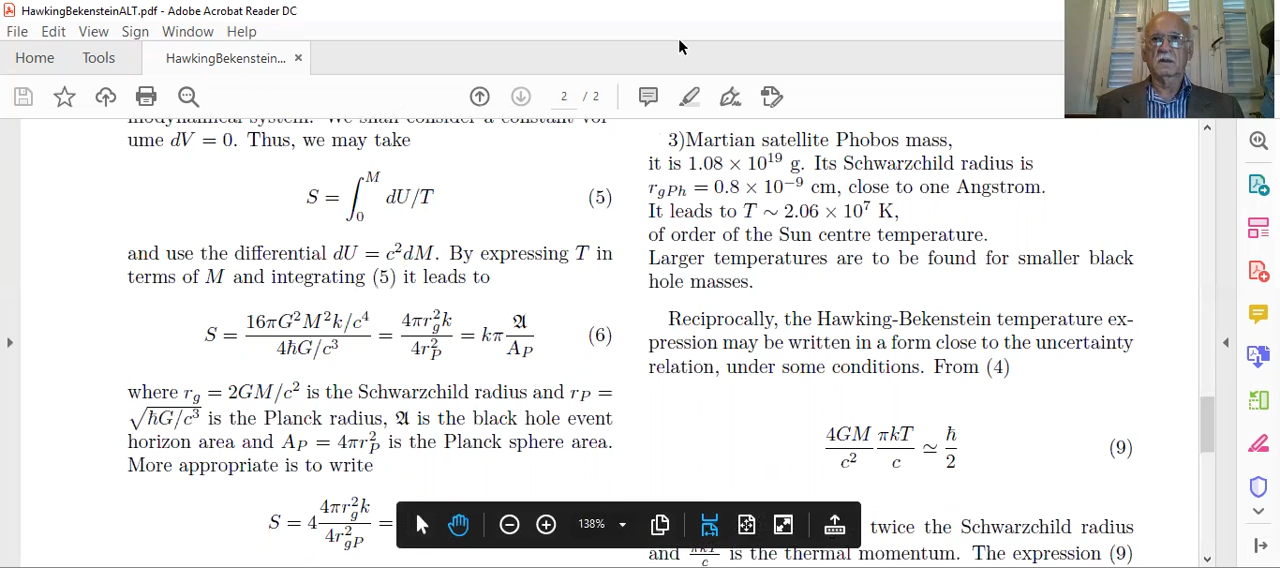 HawkingBekensteinALT.pdf - Adobe Acrobat Reader DC
File Edit View Sign Window Help
Home Tools HawkingBekenstein... ×
2 / 2
modynamical system. We shall consider a constant vol-
ume dV = 0. Thus, we may take
S = ∫₀^M dU/T (5)
and use the differential dU = c²dM. By expressing T in
terms of M and integrating (5) it leads to
S = 16πG²M²k/c⁴ / 4ħG/c³ = 4πr_g²k / 4r_P² = kπ 𝔄 / A_P (6)
where r_g = 2GM/c² is the Schwarzchild radius and r_P =
√ħG/c³ is the Planck radius, 𝔄 is the black hole event
horizon area and A_P = 4πr_P² is the Planck sphere area.
More appropriate is to write
S = 4 4πr_g²k / 4r_gP² =
3)Martian satellite Phobos mass,
it is 1.08 × 10¹⁹ g. Its Schwarzchild radius is
r_gPh = 0.8 × 10⁻⁹ cm, close to one Angstrom.
It leads to T ∼ 2.06 × 10⁷ K,
of order of the Sun centre temperature.
Larger temperatures are to be found for smaller black
hole masses.
Reciprocally, the Hawking-Bekenstein temperature ex-
pression may be written in a form close to the uncertainty
relation, under some conditions. From (4)
4GM / c² πkT / c ≃ ħ / 2 (9)
twice the Schwarzchild radius
and πkT / c is the thermal momentum. The expression (9)
138%